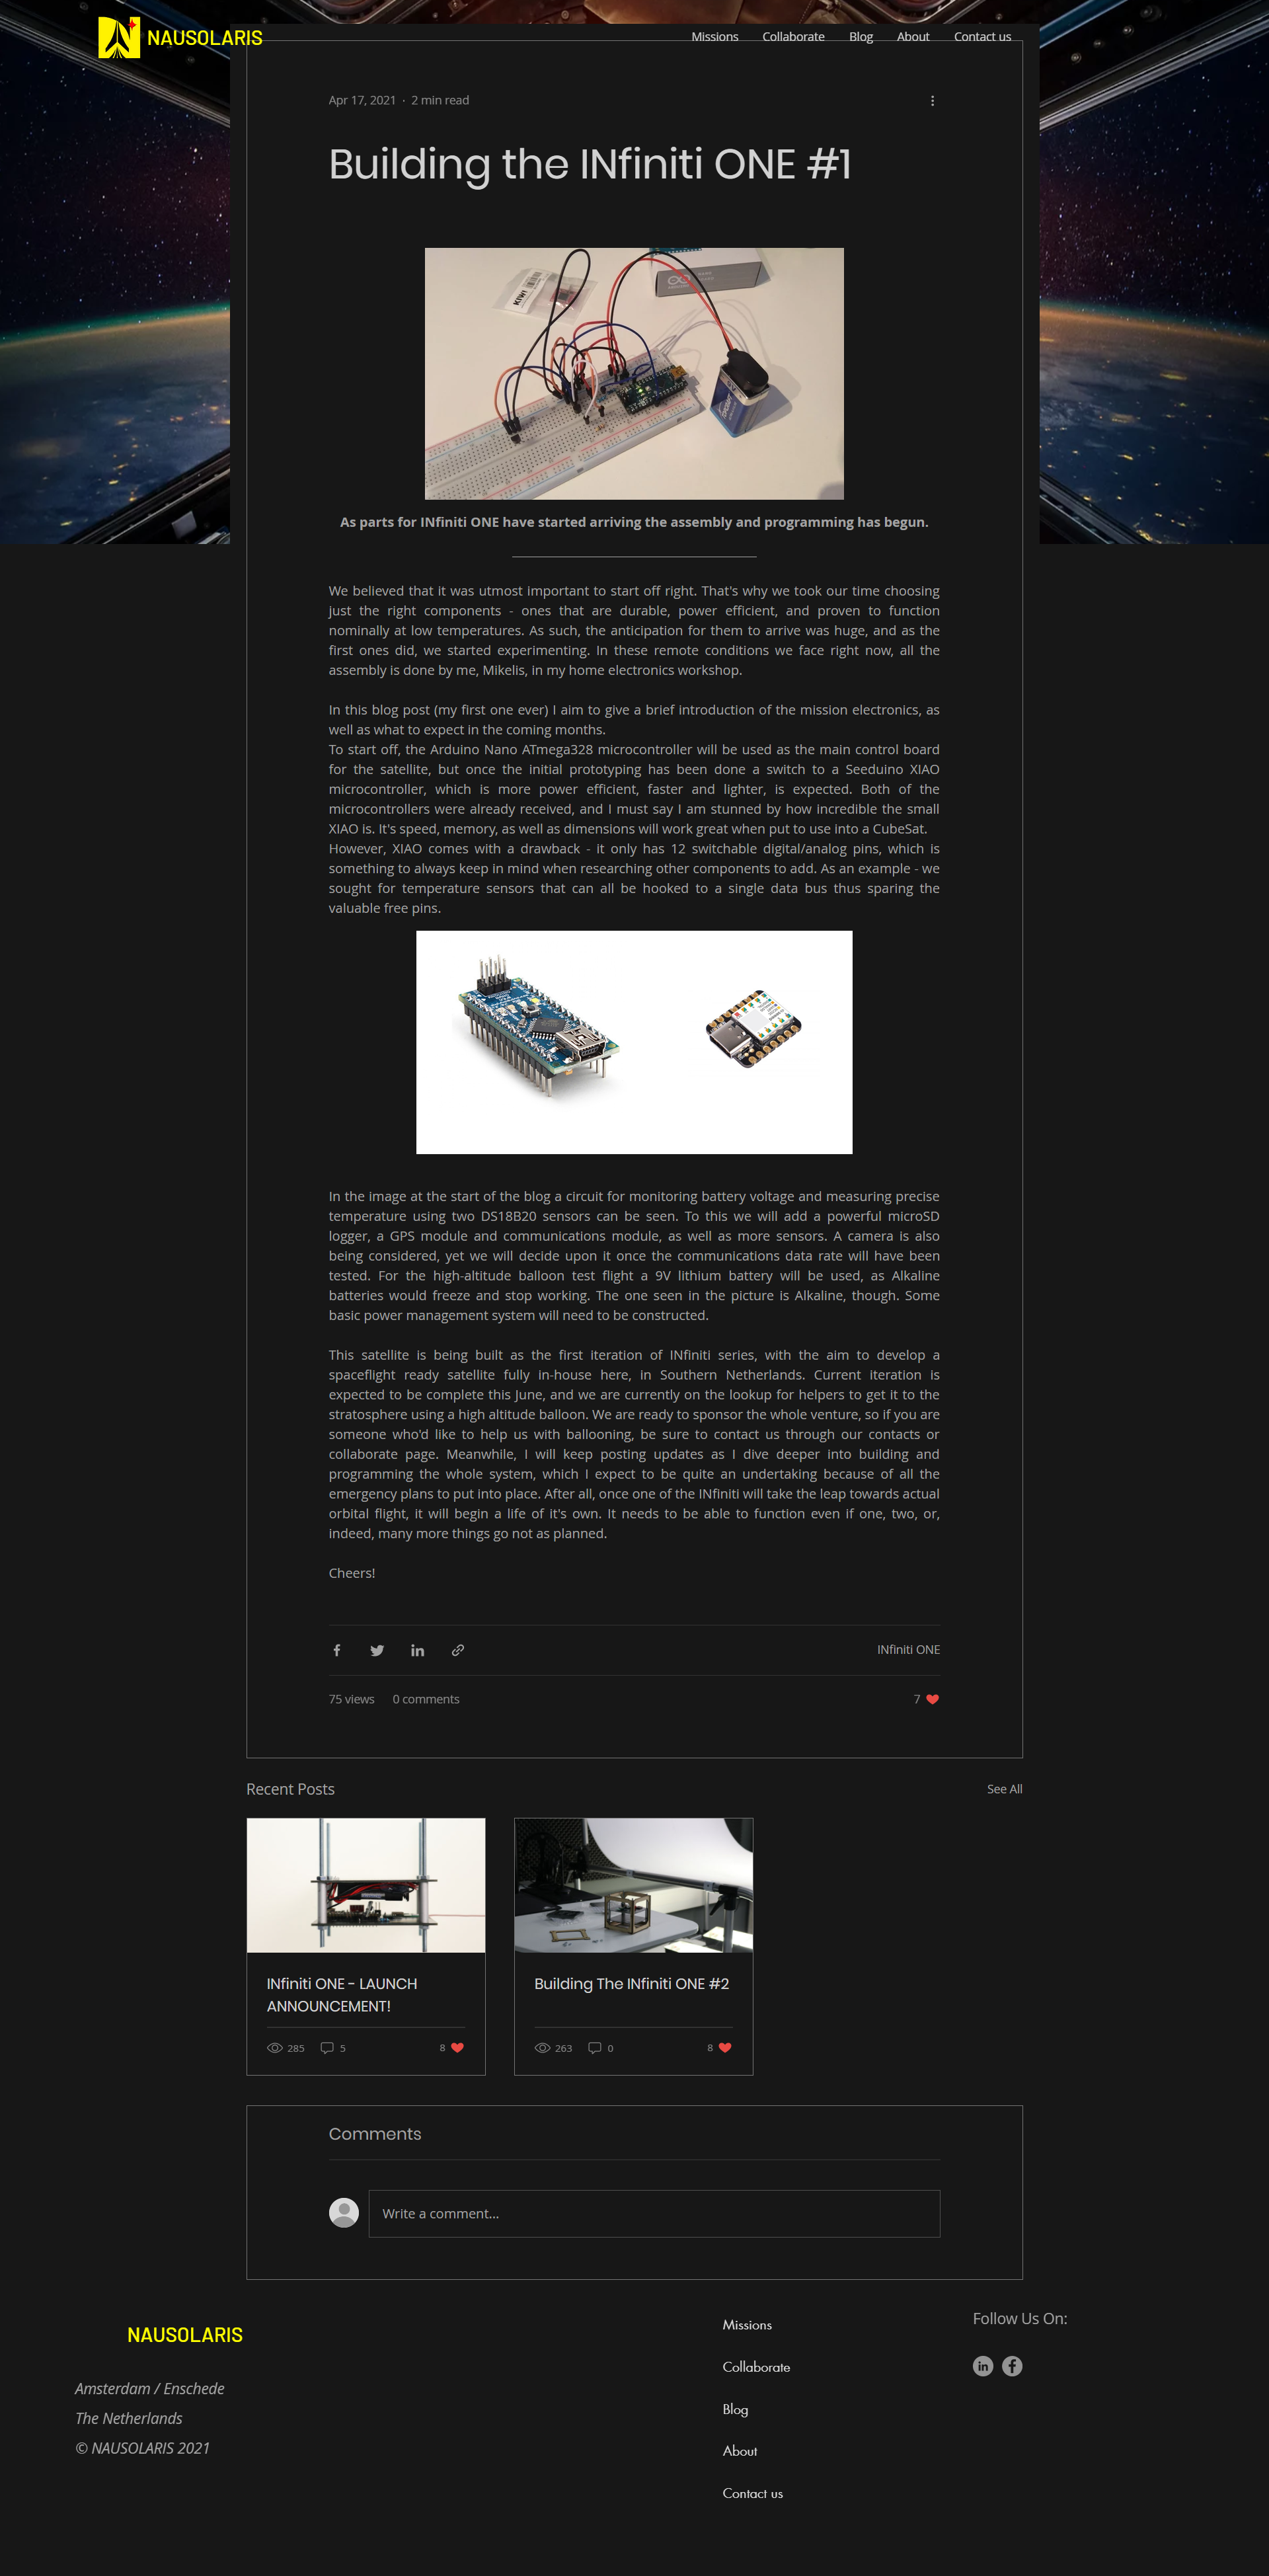 NAUSOLARIS
Missions Collaborate Blog About Contact us
Apr 17, 2021 · 2 min read
Building the INfiniti ONE #1
KIWI
As parts for INfiniti ONE have started arriving the assembly and programming has begun.
We believed that it was utmost important to start off right. That's why we took our time choosing
just the right components - ones that are durable, power efficient, and proven to function
nominally at low temperatures. As such, the anticipation for them to arrive was huge, and as the
first ones did, we started experimenting. In these remote conditions we face right now, all the
assembly is done by me, Mikelis, in my home electronics workshop.
In this blog post (my first one ever) I aim to give a brief introduction of the mission electronics, as
well as what to expect in the coming months.
To start off, the Arduino Nano ATmega328 microcontroller will be used as the main control board
for the satellite, but once the initial prototyping has been done a switch to a Seeduino XIAO
microcontroller, which is more power efficient, faster and lighter, is expected. Both of the
microcontrollers were already received, and I must say I am stunned by how incredible the small
XIAO is. It's speed, memory, as well as dimensions will work great when put to use into a CubeSat.
However, XIAO comes with a drawback - it only has 12 switchable digital/analog pins, which is
something to always keep in mind when researching other components to add. As an example - we
sought for temperature sensors that can all be hooked to a single data bus thus sparing the
valuable free pins.
In the image at the start of the blog a circuit for monitoring battery voltage and measuring precise
temperature using two DS18B20 sensors can be seen. To this we will add a powerful microSD
logger, a GPS module and communications module, as well as more sensors. A camera is also
being considered, yet we will decide upon it once the communications data rate will have been
tested. For the high-altitude balloon test flight a 9V lithium battery will be used, as Alkaline
batteries would freeze and stop working. The one seen in the picture is Alkaline, though. Some
basic power management system will need to be constructed.
This satellite is being built as the first iteration of INfiniti series, with the aim to develop a
spaceflight ready satellite fully in-house here, in Southern Netherlands. Current iteration is
expected to be complete this June, and we are currently on the lookup for helpers to get it to the
stratosphere using a high altitude balloon. We are ready to sponsor the whole venture, so if you are
someone who'd like to help us with ballooning, be sure to contact us through our contacts or
collaborate page. Meanwhile, I will keep posting updates as I dive deeper into building and
programming the whole system, which I expect to be quite an undertaking because of all the
emergency plans to put into place. After all, once one of the INfiniti will take the leap towards actual
orbital flight, it will begin a life of it's own. It needs to be able to function even if one, two, or,
indeed, many more things go not as planned.
Cheers!
INfiniti ONE
75 views 0 comments 7
Recent Posts See All
INfiniti ONE - LAUNCH
ANNOUNCEMENT!
285 5 8
Building The INfiniti ONE #2
263 0 8
Comments
Write a comment...
NAUSOLARIS
Amsterdam / Enschede
The Netherlands
© NAUSOLARIS 2021
Missions
Collaborate
Blog
About
Contact us
Follow Us On: